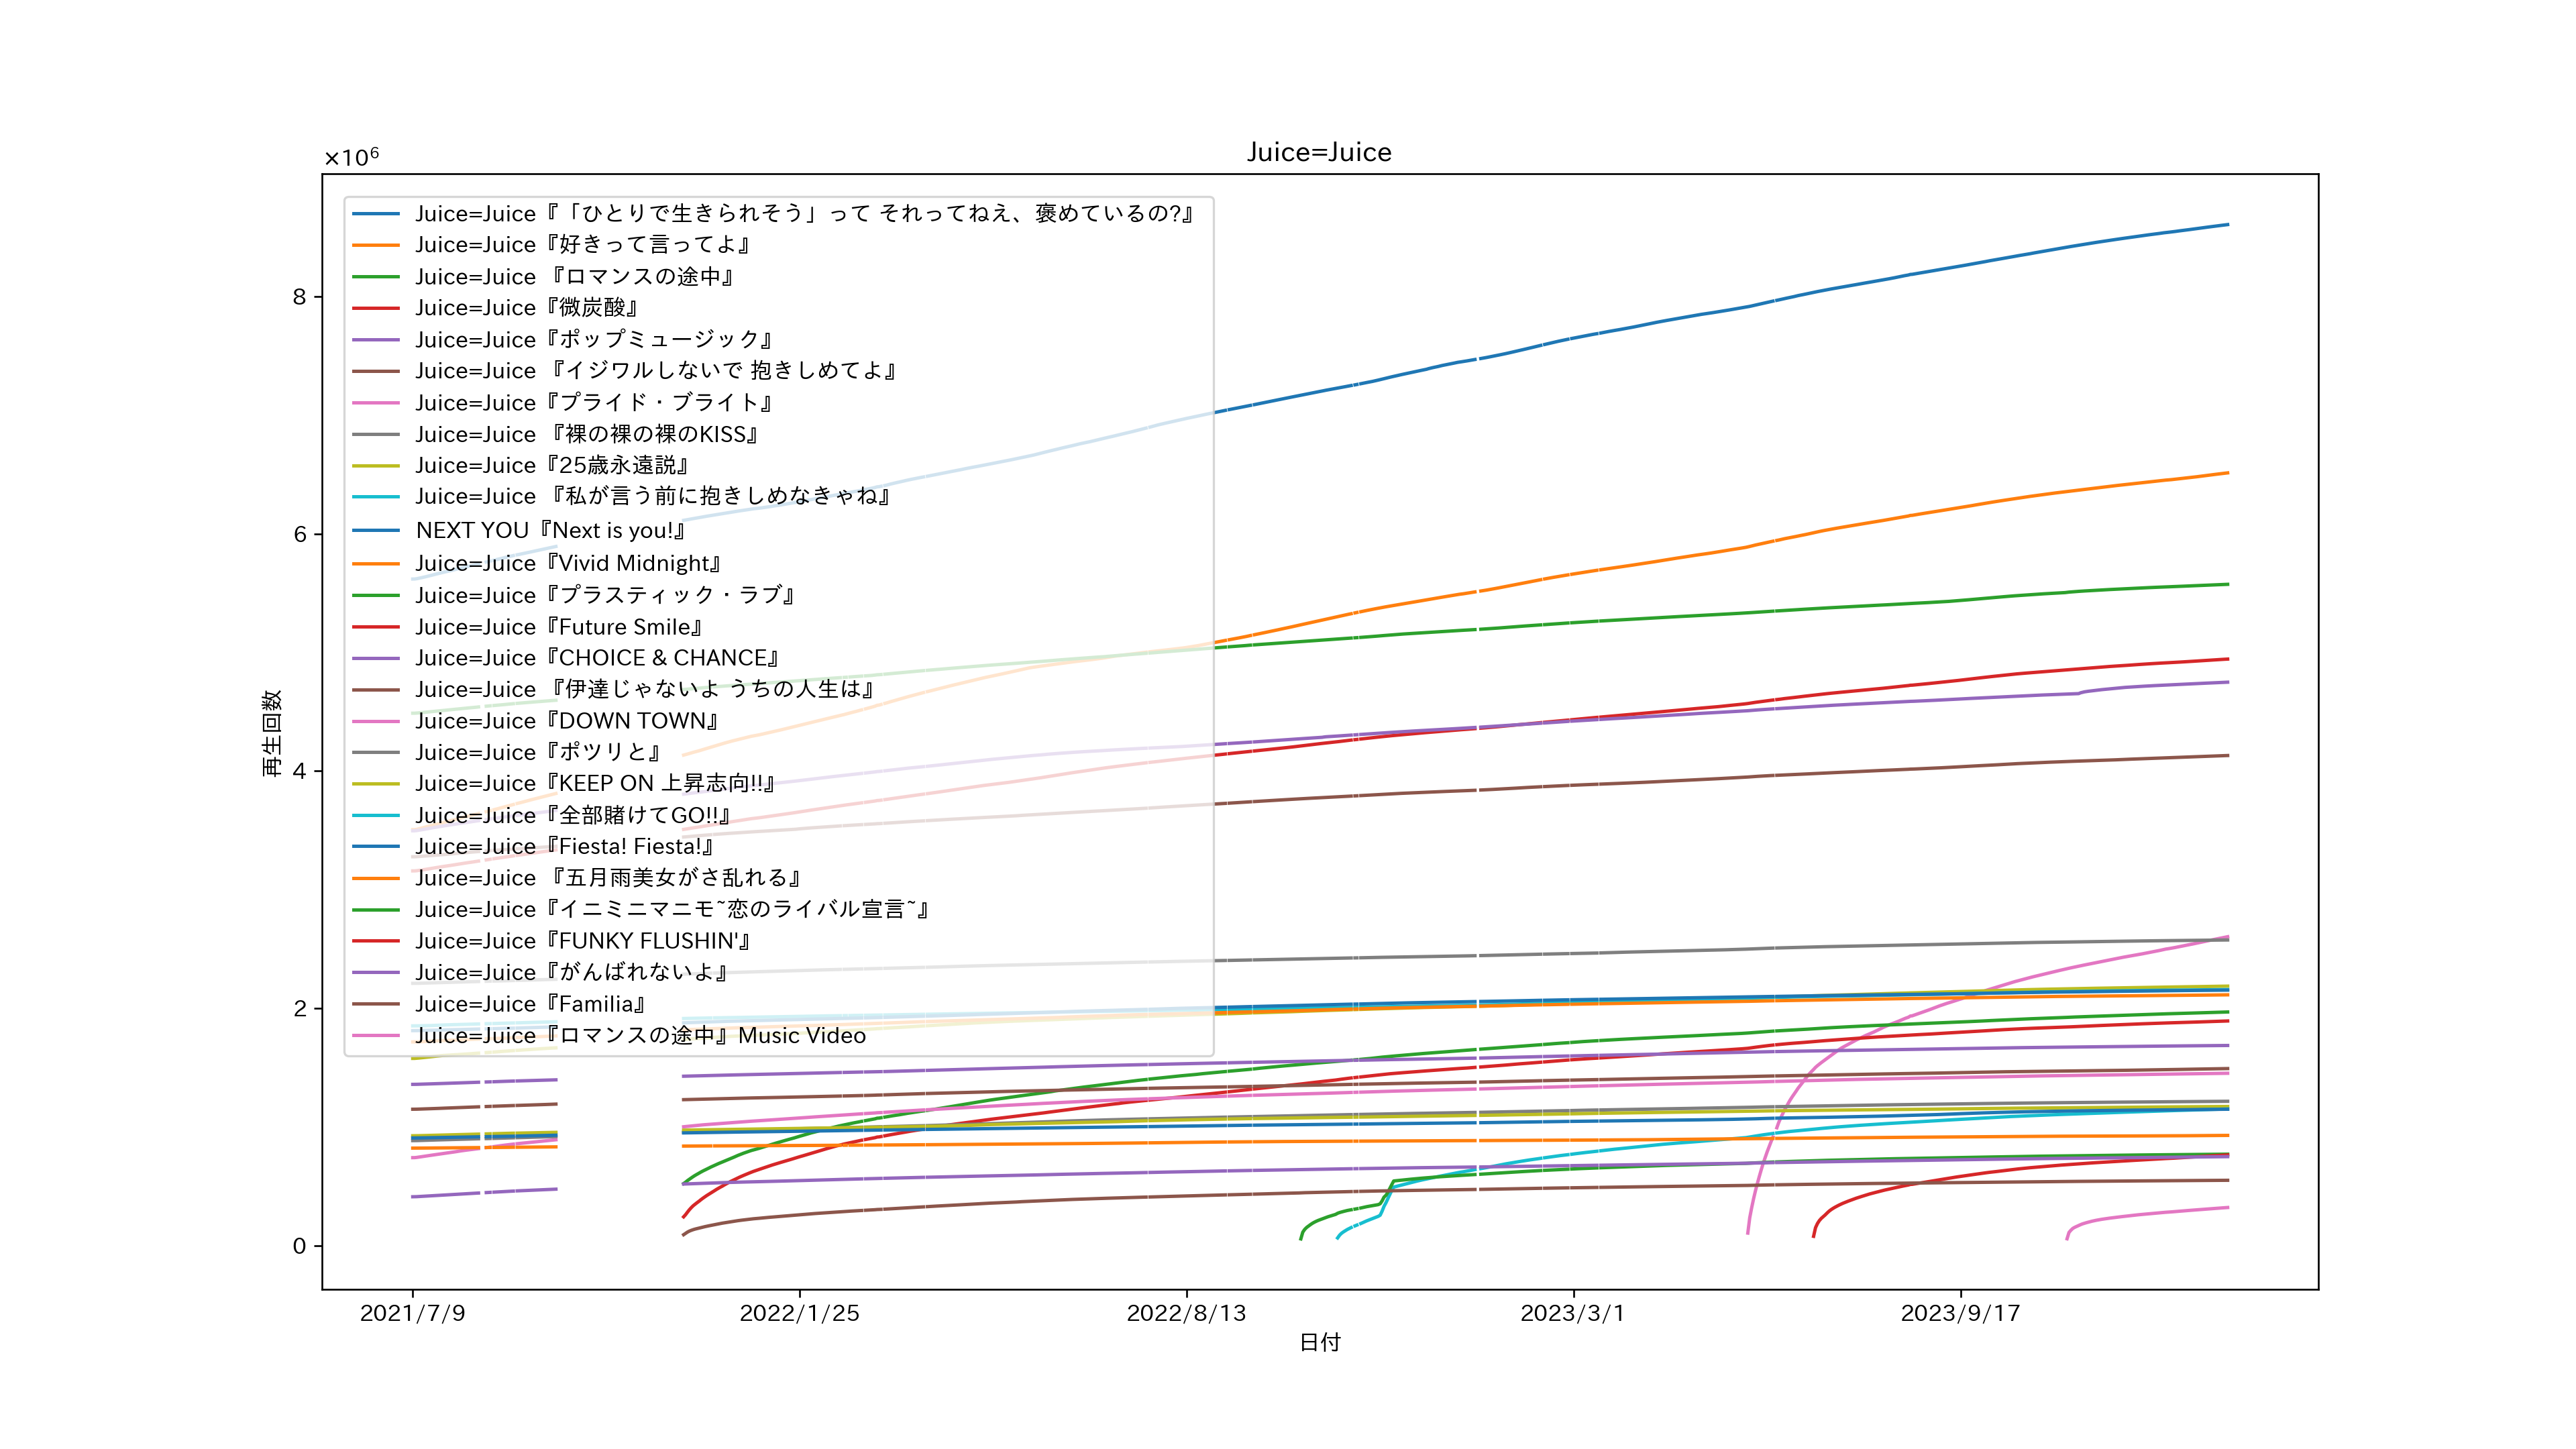 Juice=Juice
×10⁶
Juice=Juice『「ひとりで生きられそう」って それってねえ、褒めているの?』
Juice=Juice『好きって言ってよ』
Juice=Juice 『ロマンスの途中』
Juice=Juice『微炭酸』
Juice=Juice『ポップミュージック』
Juice=Juice 『イジワルしないで 抱きしめてよ』
Juice=Juice『プライド・ブライト』
Juice=Juice 『裸の裸の裸のKISS』
Juice=Juice『25歳永遠説』
Juice=Juice 『私が言う前に抱きしめなきゃね』
NEXT YOU『Next is you!』
Juice=Juice『Vivid Midnight』
Juice=Juice『プラスティック・ラブ』
Juice=Juice『Future Smile』
Juice=Juice『CHOICE & CHANCE』
Juice=Juice 『伊達じゃないよ うちの人生は』
Juice=Juice『DOWN TOWN』
Juice=Juice『ポツリと』
Juice=Juice『KEEP ON 上昇志向!!』
Juice=Juice『全部賭けてGO!!』
Juice=Juice『Fiesta! Fiesta!』
Juice=Juice 『五月雨美女がさ乱れる』
Juice=Juice『イニミニマニモ~恋のライバル宣言~』
Juice=Juice『FUNKY FLUSHIN'』
Juice=Juice『がんばれないよ』
Juice=Juice『Familia』
Juice=Juice『ロマンスの途中』Music Video
8
6
4
2
0
再生回数
2021/7/9
2022/1/25
2022/8/13
2023/3/1
2023/9/17
日付